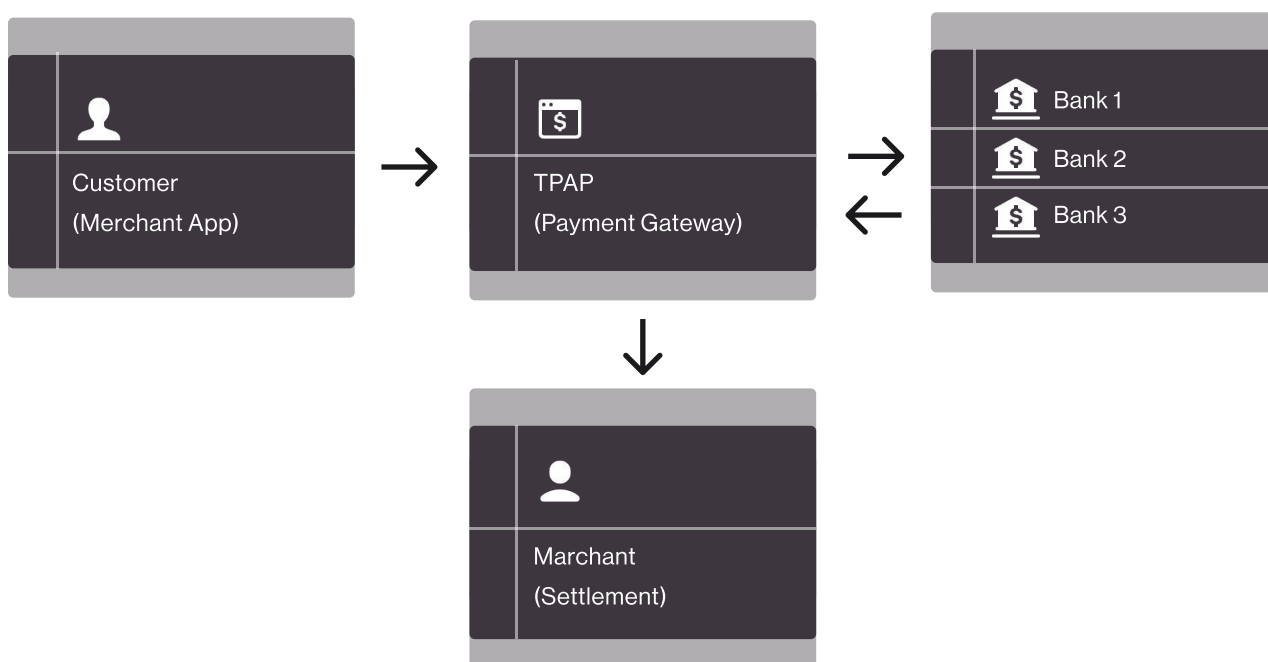 Customer
(Merchant App)
TPAP
(Payment Gateway)
$ Bank 1
$ Bank 2
$ Bank 3
$
Marchant
(Settlement)